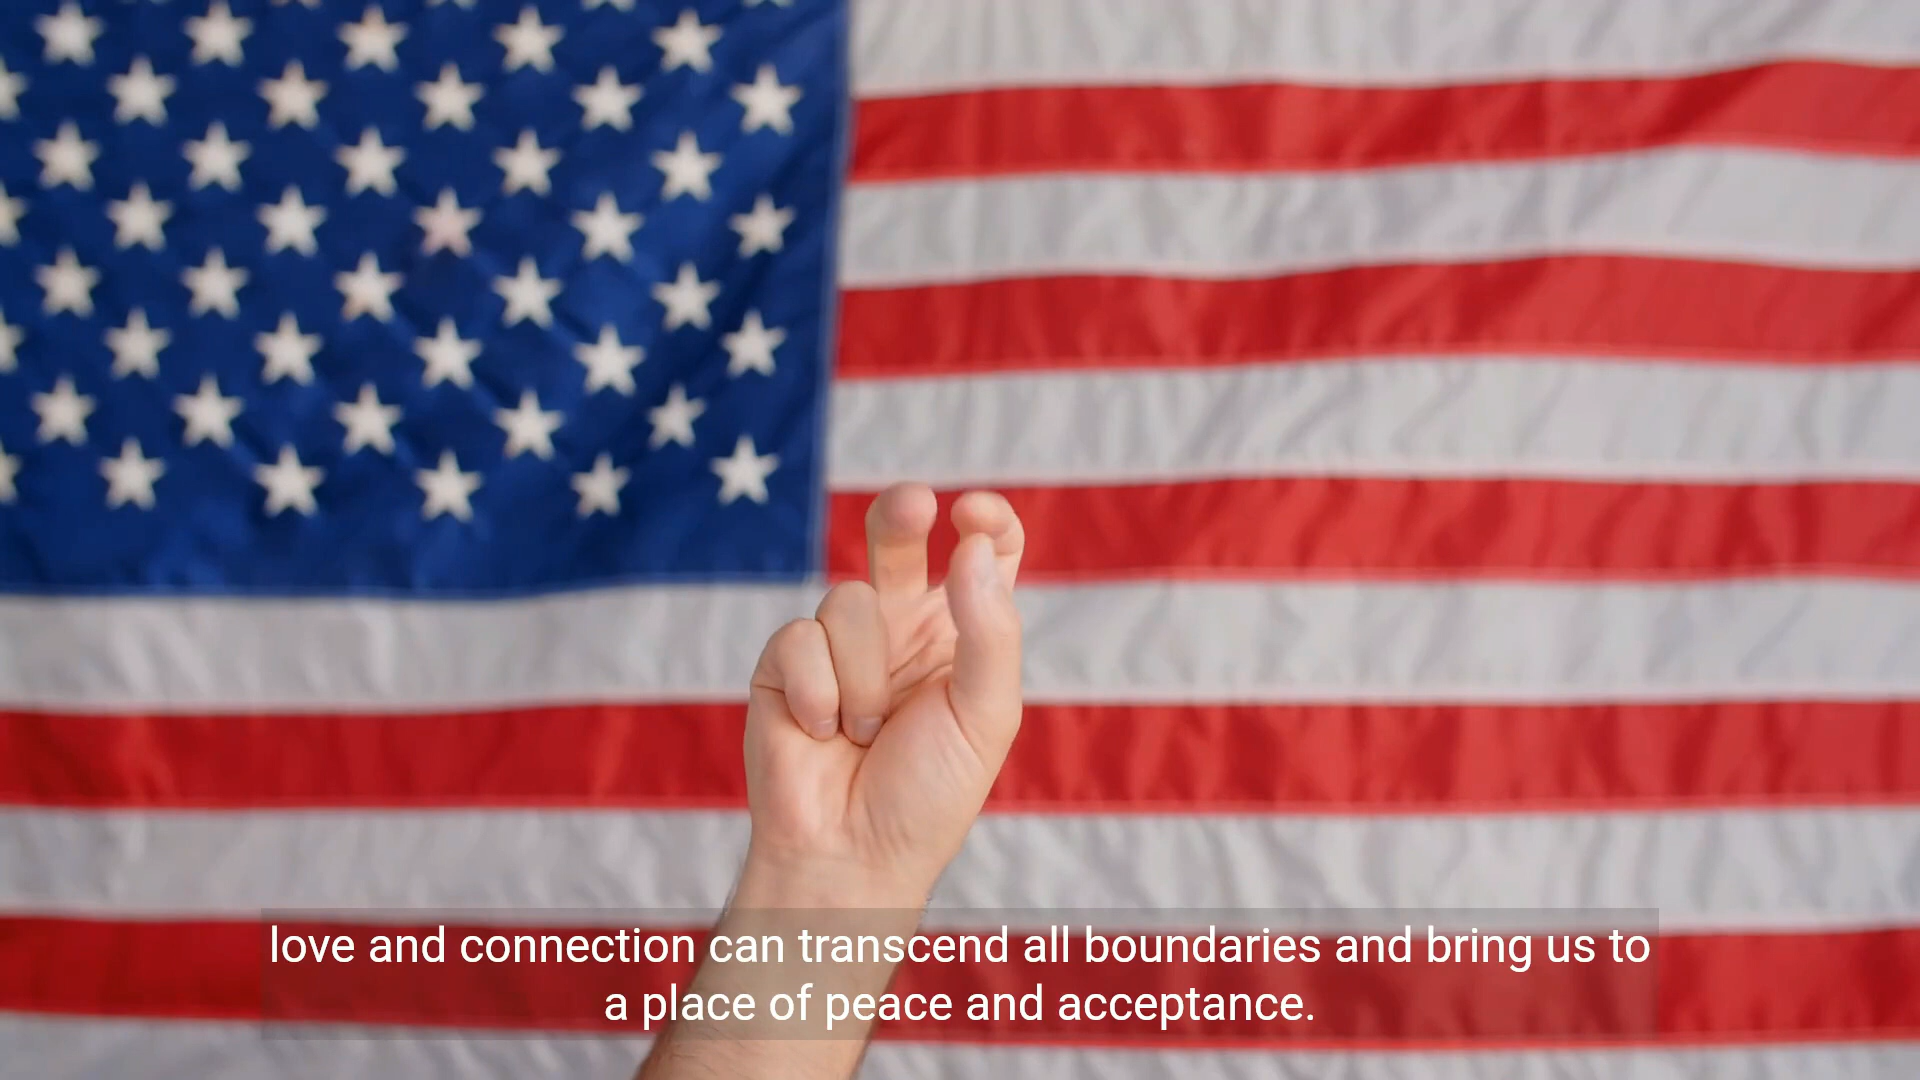 love and connection can transcend all boundaries and bring us to
a place of peace and acceptance.